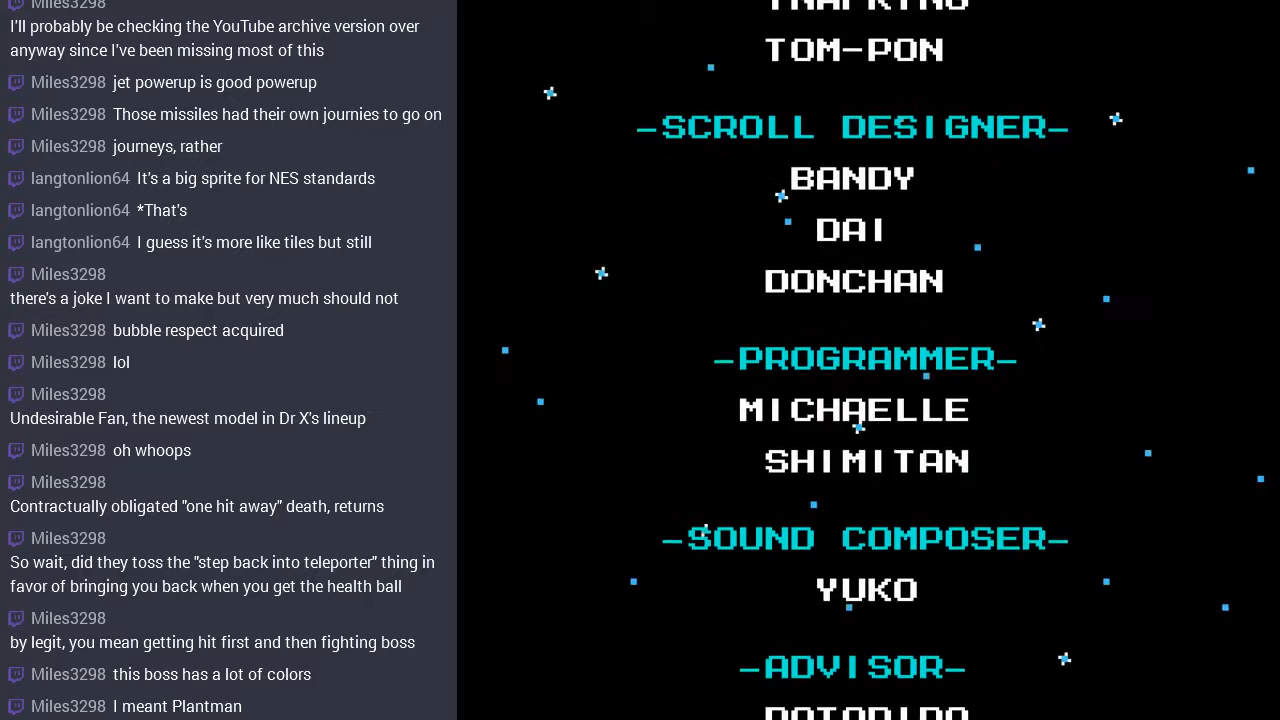 Miles3298
I'll probably be checking the YouTube archive version over
anyway since I've been missing most of this
Miles3298 jet powerup is good powerup
Miles3298 Those missiles had their own journies to go on
Miles3298 journeys, rather
langtonlion64 It's a big sprite for NES standards
langtonlion64 *That's
langtonlion64 I guess it's more like tiles but still
Miles3298
there's a joke I want to make but very much should not
Miles3298 bubble respect acquired
Miles3298 lol
Miles3298
Undesirable Fan, the newest model in Dr X's lineup
Miles3298 oh whoops
Miles3298
Contractually obligated "one hit away" death, returns
Miles3298
So wait, did they toss the "step back into teleporter" thing in
favor of bringing you back when you get the health ball
Miles3298
by legit, you mean getting hit first and then fighting boss
Miles3298 this boss has a lot of colors
Miles3298 I meant Plantman
TOM-PON
-SCROLL DESIGNER-
BANDY
DAI
DONCHAN
-PROGRAMMER-
MICHAELLE
SHIMITAN
-SOUND COMPOSER-
YUKO
-ADVISOR-